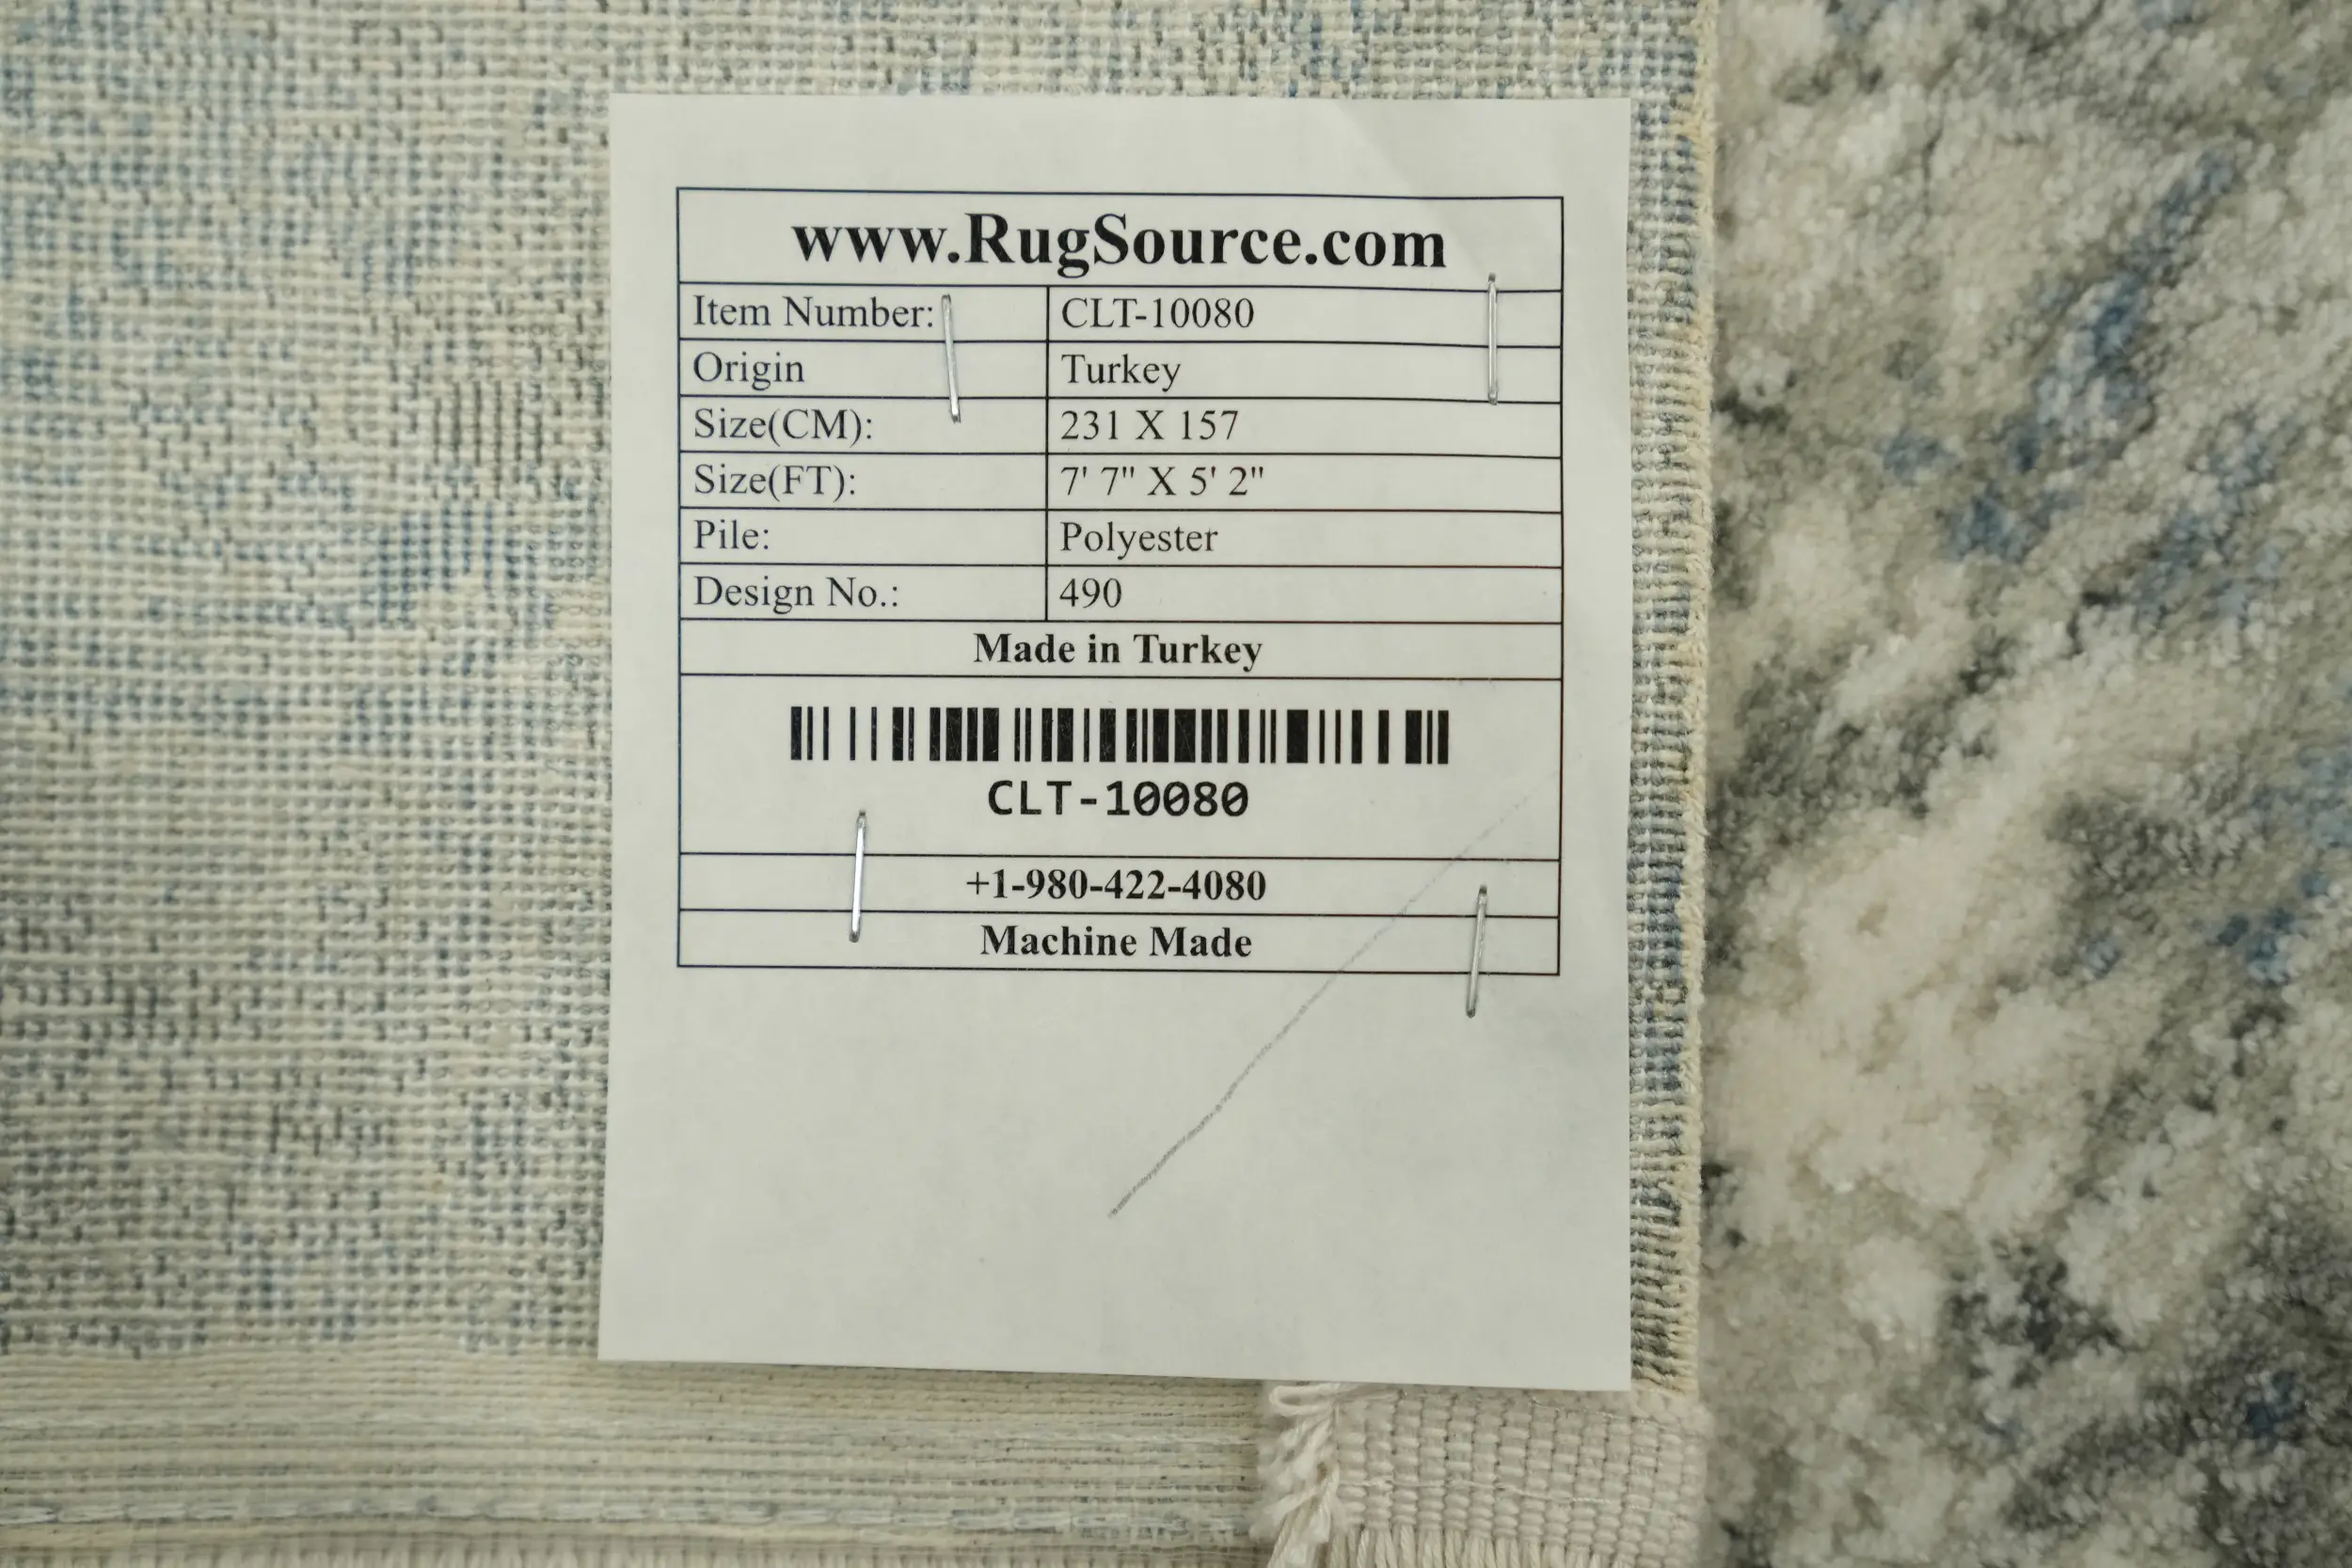 www.RugSource.com
Item Number: CLT-10080
Origin Turkey
Size(CM): 231 X 157
Size(FT): 7' 7" X 5' 2"
Pile: Polyester
Design No.: 490
Made in Turkey
CLT-10080
+1-980-422-4080
Machine Made